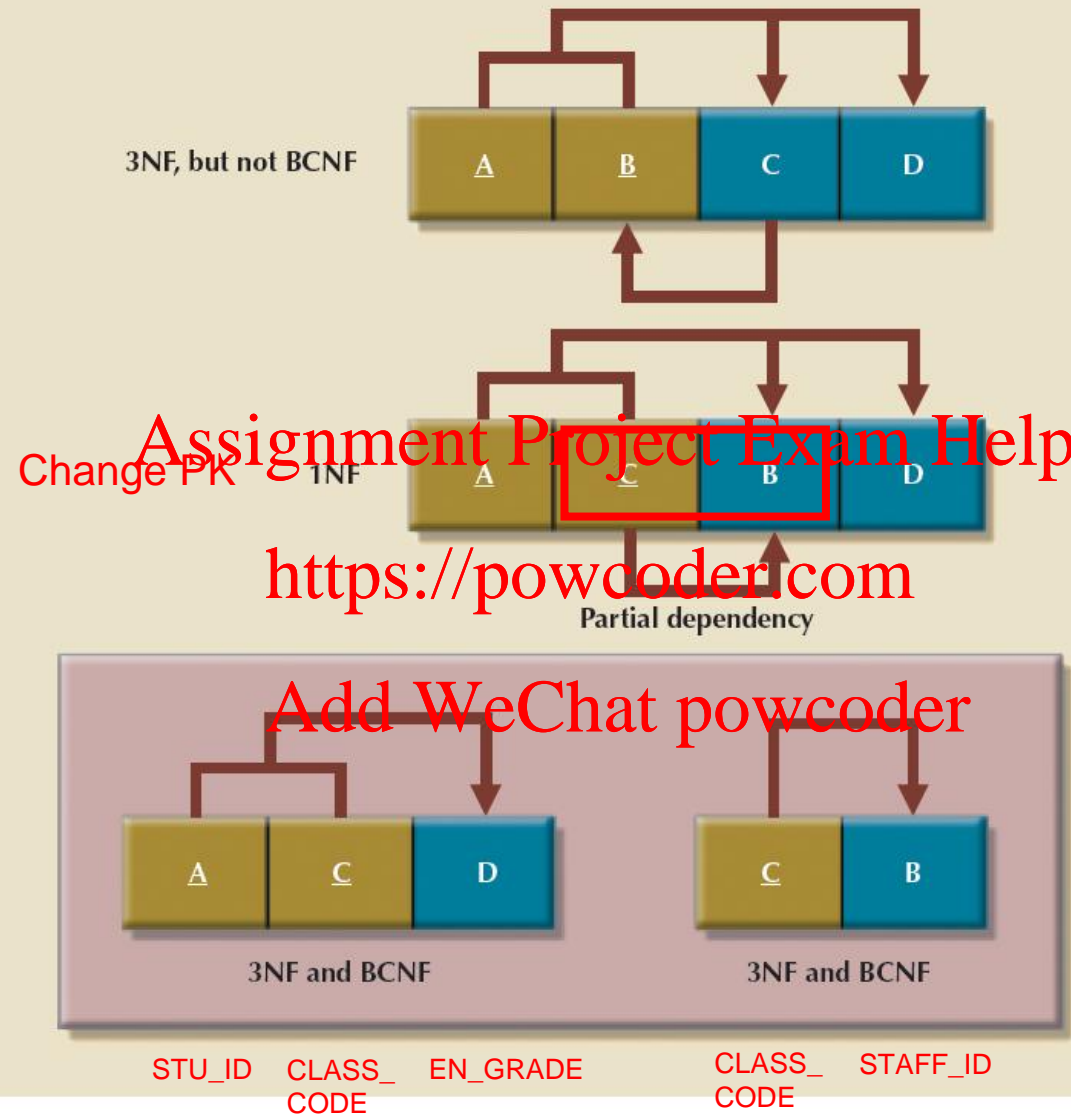 3NF, but not BCNF
A B C D
Assignment Project Exam Help
Change PK 1NF
A C B D
https://powcoder.com
Partial dependency
Add WeChat powcoder
A C D C B
3NF and BCNF 3NF and BCNF
STU_ID CLASS_ EN_GRADE CLASS_ STAFF_ID
CODE CODE